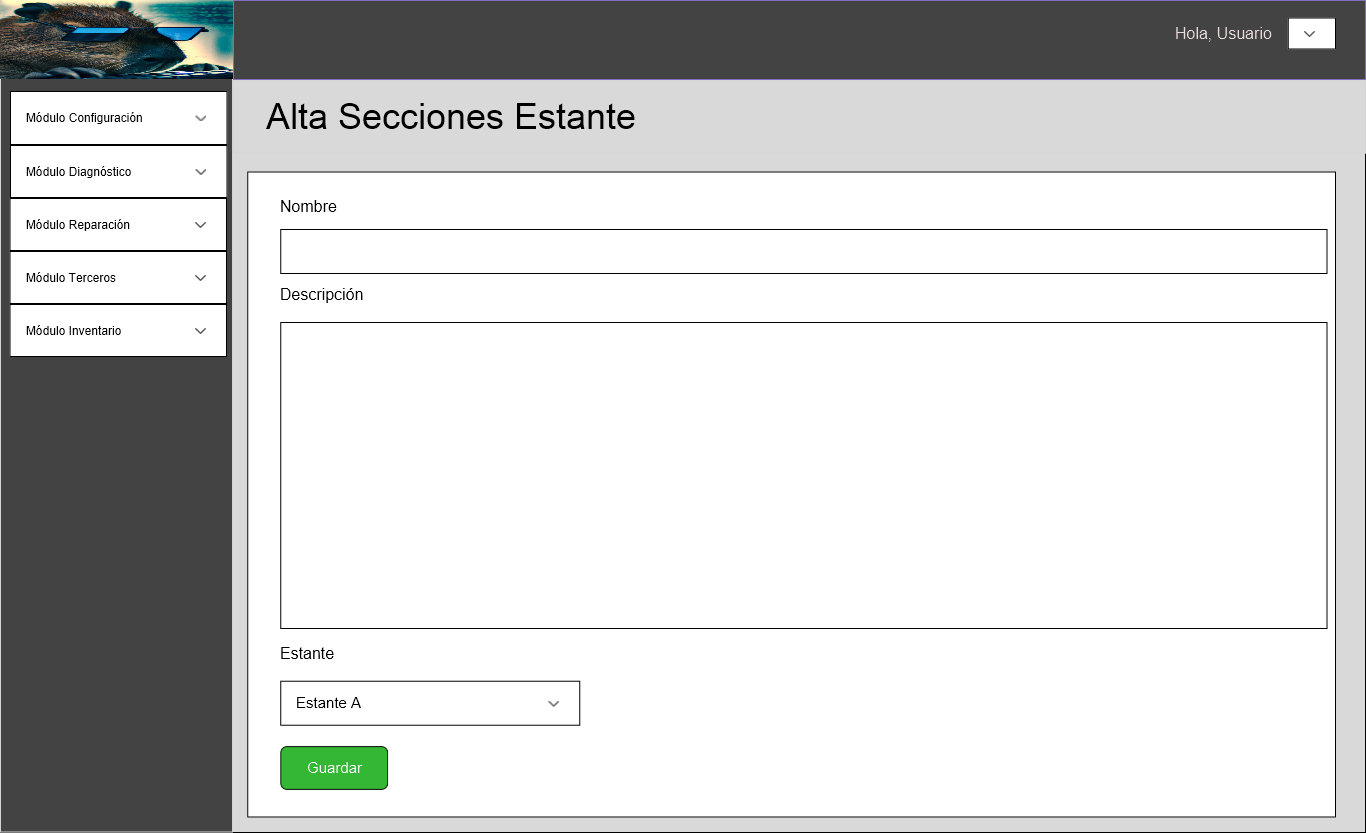 Hola, Usuario
Módulo Configuración
Módulo Diagnóstico
Módulo Reparación
Módulo Terceros
Módulo Inventario
Alta Secciones Estante
Nombre
Descripción
Estante
Estante A
Guardar